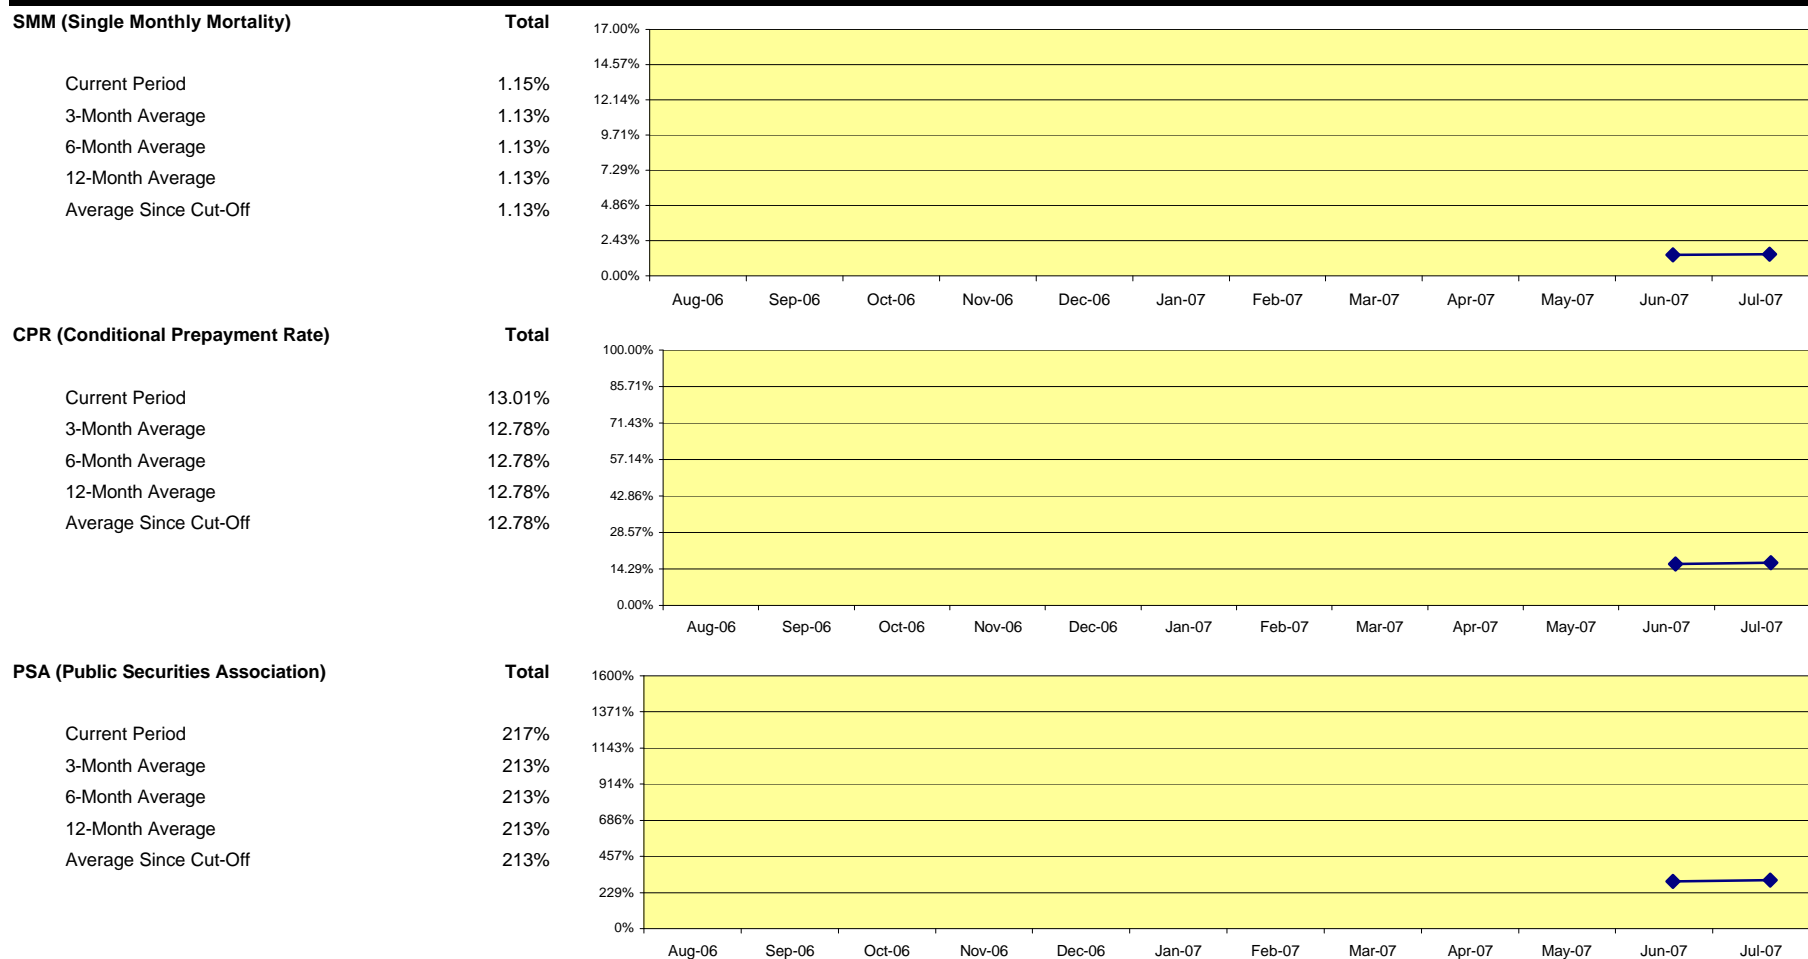 SMM (Single Monthly Mortality) Total
Current Period 1.15%
3-Month Average 1.13%
6-Month Average 1.13%
12-Month Average 1.13%
Average Since Cut-Off 1.13%
17.00%
14.57%
12.14%
9.71%
7.29%
4.86%
2.43%
0.00%
Aug-06 Sep-06 Oct-06 Nov-06 Dec-06 Jan-07 Feb-07 Mar-07 Apr-07 May-07 Jun-07 Jul-07
CPR (Conditional Prepayment Rate) Total
Current Period 13.01%
3-Month Average 12.78%
6-Month Average 12.78%
12-Month Average 12.78%
Average Since Cut-Off 12.78%
100.00%
85.71%
71.43%
57.14%
42.86%
28.57%
14.29%
0.00%
Aug-06 Sep-06 Oct-06 Nov-06 Dec-06 Jan-07 Feb-07 Mar-07 Apr-07 May-07 Jun-07 Jul-07
PSA (Public Securities Association) Total
Current Period 217%
3-Month Average 213%
6-Month Average 213%
12-Month Average 213%
Average Since Cut-Off 213%
1600%
1371%
1143%
914%
686%
457%
229%
0%
Aug-06 Sep-06 Oct-06 Nov-06 Dec-06 Jan-07 Feb-07 Mar-07 Apr-07 May-07 Jun-07 Jul-07